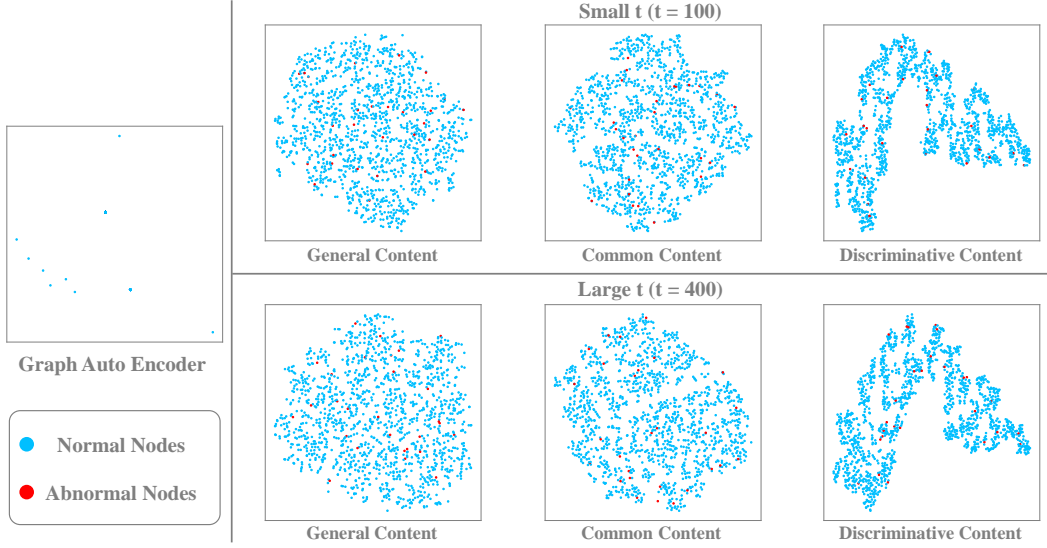 Small t (t = 100)
General Content
Common Content
Discriminative Content
Large t (t = 400)
Graph Auto Encoder
Normal Nodes
Abnormal Nodes
General Content
Common Content
Discriminative Content